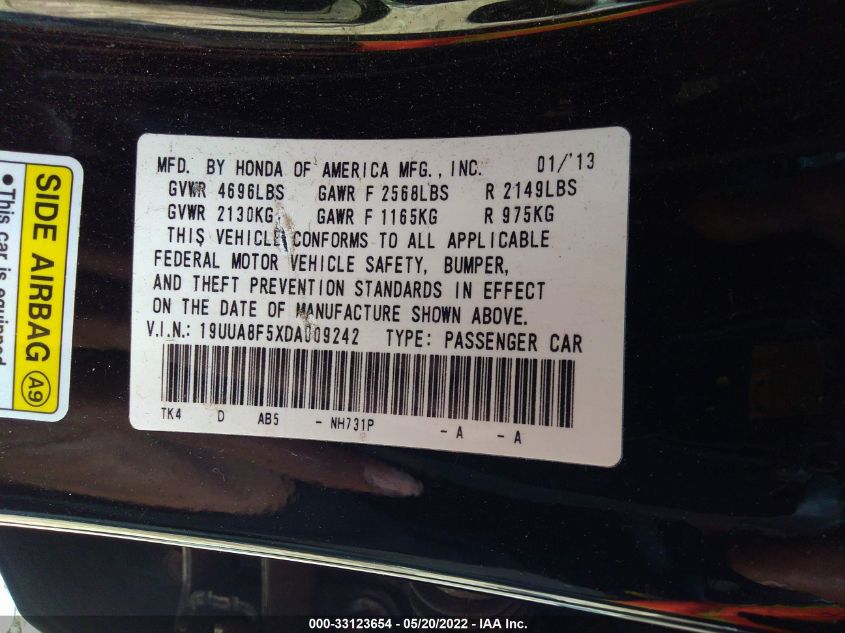 MFD. BY HONDA OF AMERICA MFG., INC. 01/'13
GVWR 4696LBS GAWR F 2568LBS R 2149LBS
GVWR 2130KG GAWR F 1165KG R 975KG
THIS VEHICLE CONFORMS TO ALL APPLICABLE
FEDERAL MOTOR VEHICLE SAFETY, BUMPER,
AND THEFT PREVENTION STANDARDS IN EFFECT
ON THE DATE OF MANUFACTURE SHOWN ABOVE.
V.I.N.: 19UUA8F5XDA009242 TYPE: PASSENGER CAR
TK4 D AB5 - NH731P - A - A
SIDE AIRBAG A9
•This car is equipped
000-33123654 - 05/20/2022 - IAA Inc.